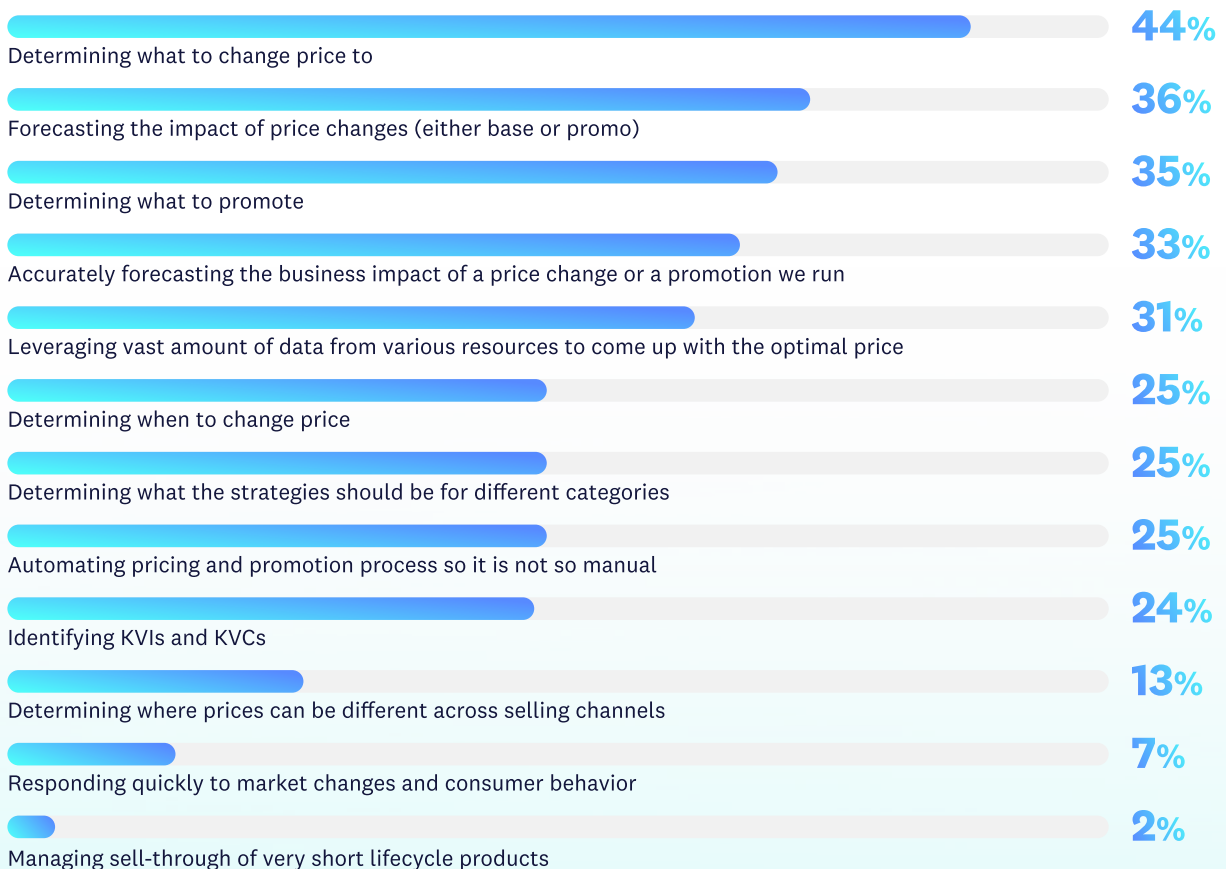 44%
Determining what to change price to
36%
Forecasting the impact of price changes (either base or promo)
35%
Determining what to promote
33%
Accurately forecasting the business impact of a price change or a promotion we run
31%
Leveraging vast amount of data from various resources to come up with the optimal price
25%
Determining when to change price
25%
Determining what the strategies should be for different categories
25%
Automating pricing and promotion process so it is not so manual
24%
Identifying KVIs and KVCs
13%
Determining where prices can be different across selling channels
7%
Responding quickly to market changes and consumer behavior
2%
Managing sell-through of very short lifecycle products